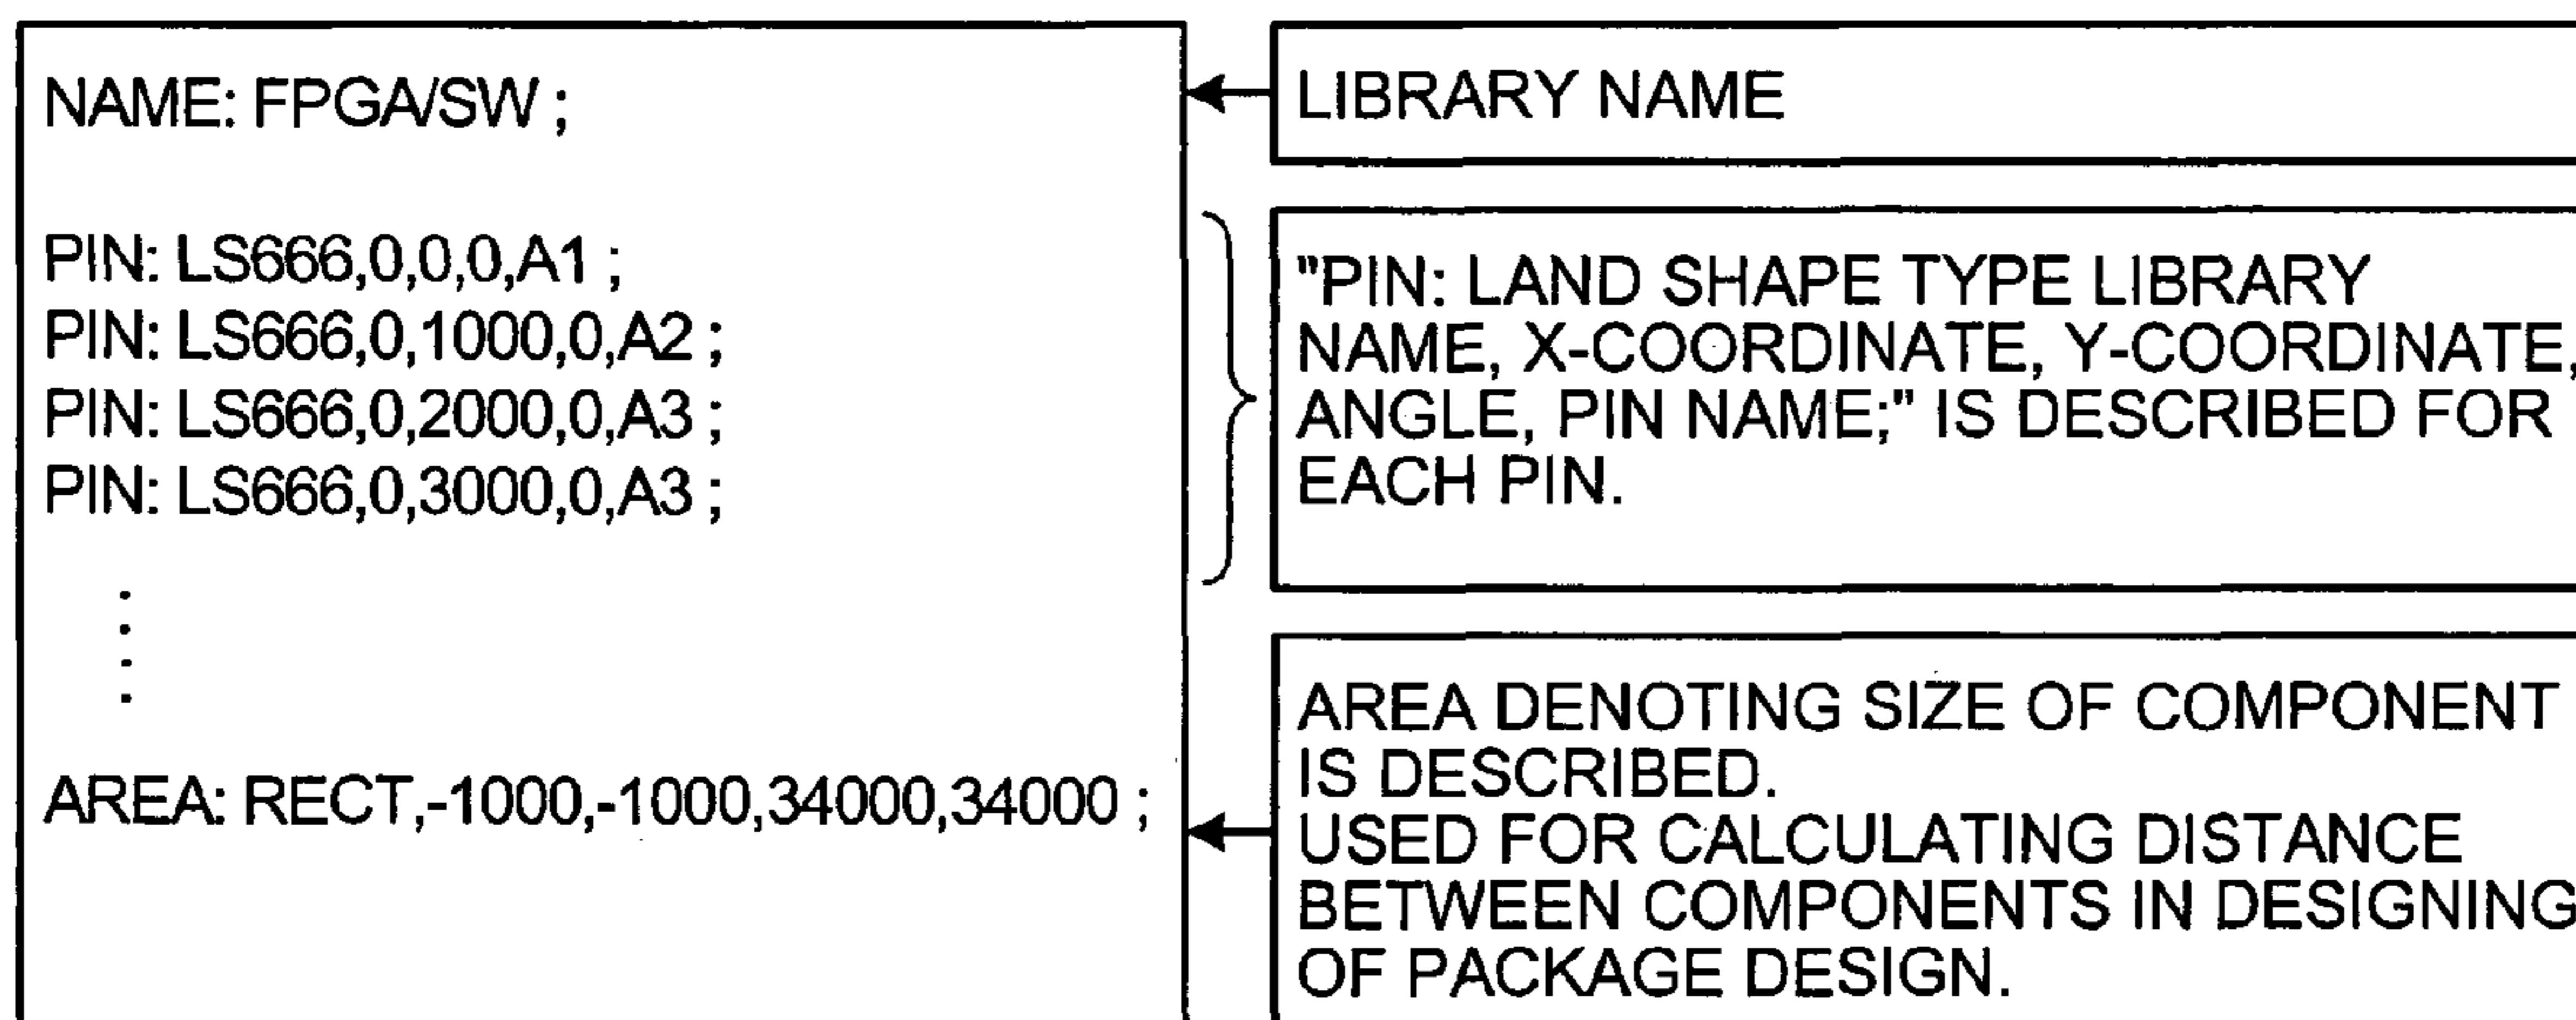 NAME: FPGA/SW ;
PIN: LS666,0,0,0,A1 ;
PIN: LS666,0,1000,0,A2 ;
PIN: LS666,0,2000,0,A3 ;
PIN: LS666,0,3000,0,A3 ;
AREA: RECT,-1000,-1000,34000,34000 ;
LIBRARY NAME
"PIN: LAND SHAPE TYPE LIBRARY
NAME, X-COORDINATE, Y-COORDINATE,
ANGLE, PIN NAME;" IS DESCRIBED FOR
EACH PIN.
AREA DENOTING SIZE OF COMPONENT
IS DESCRIBED.
USED FOR CALCULATING DISTANCE
BETWEEN COMPONENTS IN DESIGNING
OF PACKAGE DESIGN.